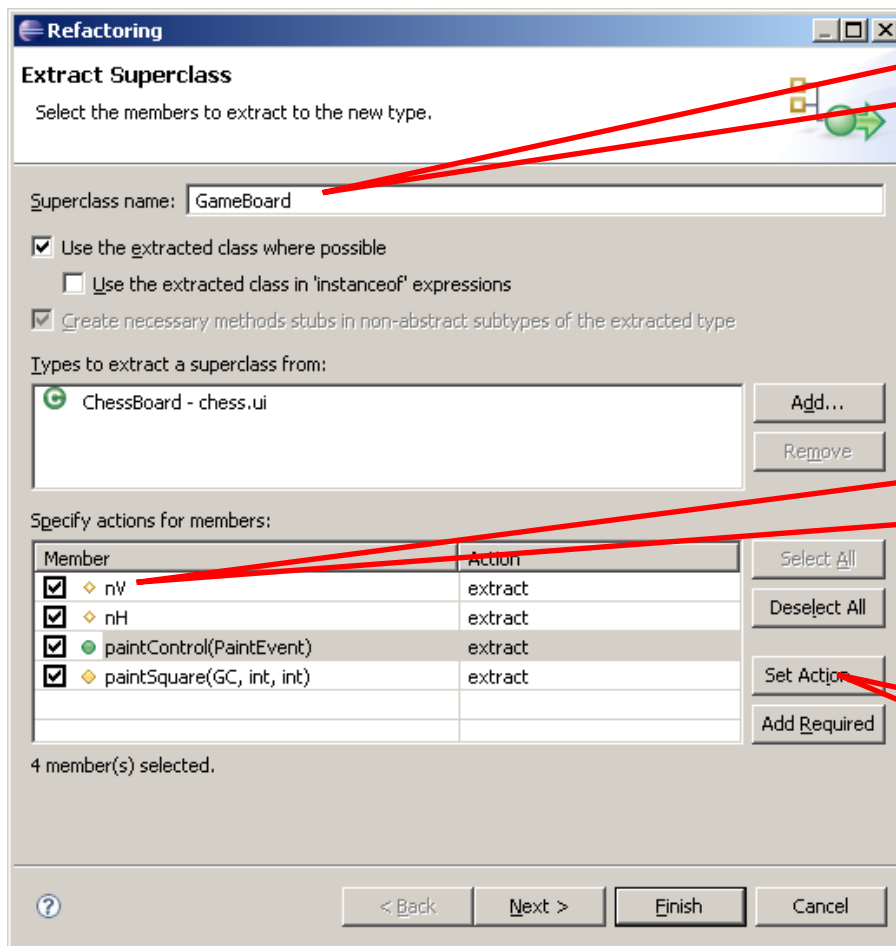 Refactoring
Extract Superclass
Select the members to extract to the new type.
Superclass name: GameBoard
Use the extracted class where possible
Use the extracted class in 'instanceof' expressions
Create necessary methods stubs in non-abstract subtypes of the extracted type
Types to extract a superclass from:
ChessBoard - chess.ui
Add...
Remove
Specify actions for members:
Member Action
nV extract
nH extract
paintControl(PaintEvent) extract
paintSquare(GC, int, int) extract
Select All
Deselect All
Set Action...
Add Required
4 member(s) selected.
< Back Next > Finish Cancel